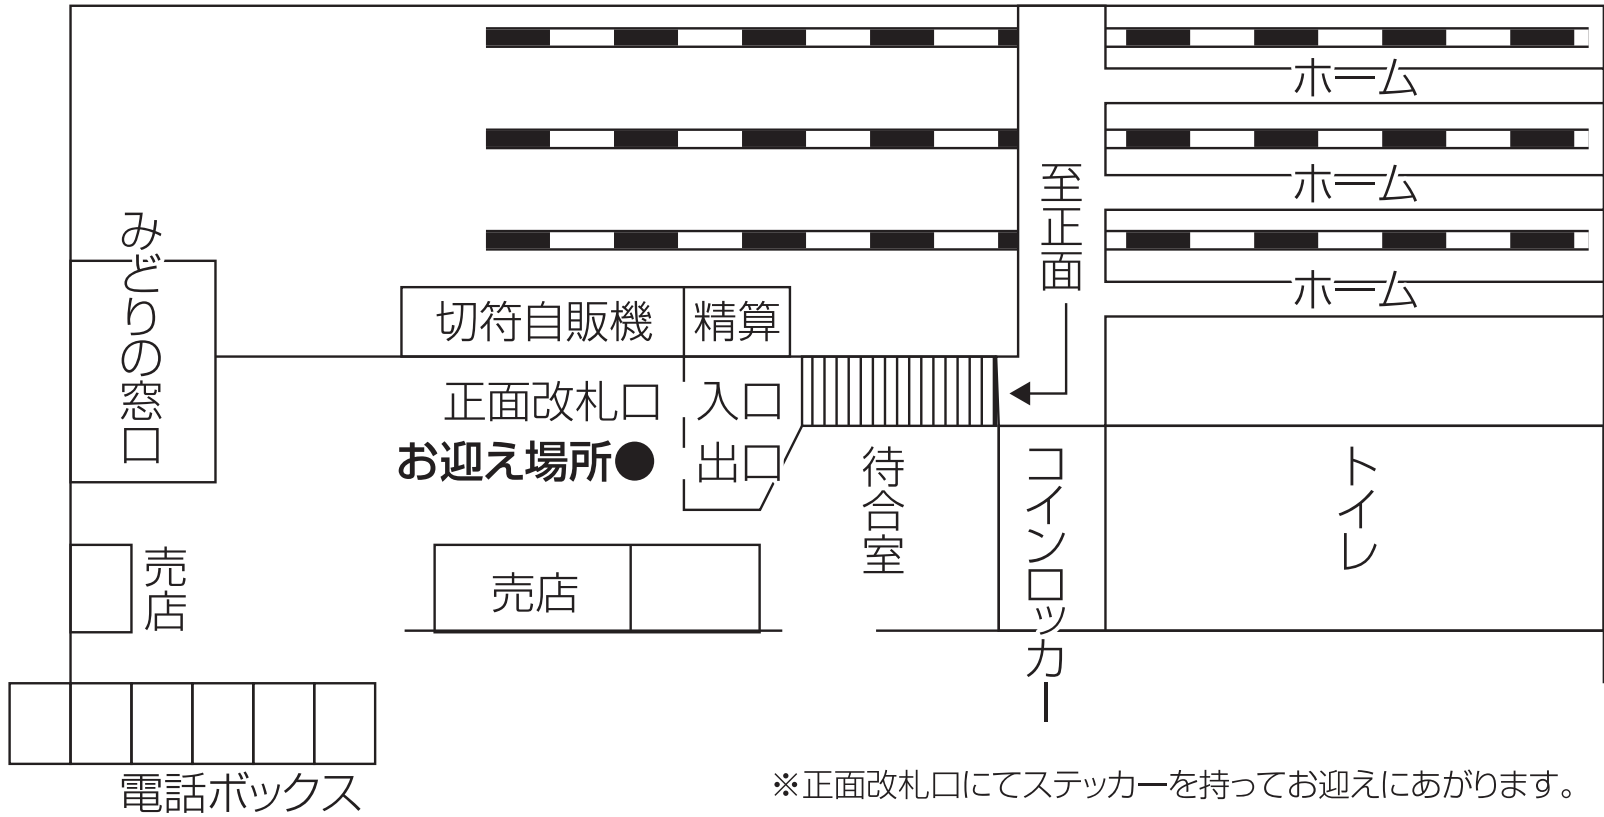 ホーム
ホーム
ホーム
至正面
みどりの窓口
切符自販機
精算
正面改札口
入口
お迎え場所●
出口
待合室
コインロッカー
トイレ
売店
売店
電話ボックス
※正面改札口にてステッカーを持ってお迎えにあがります。